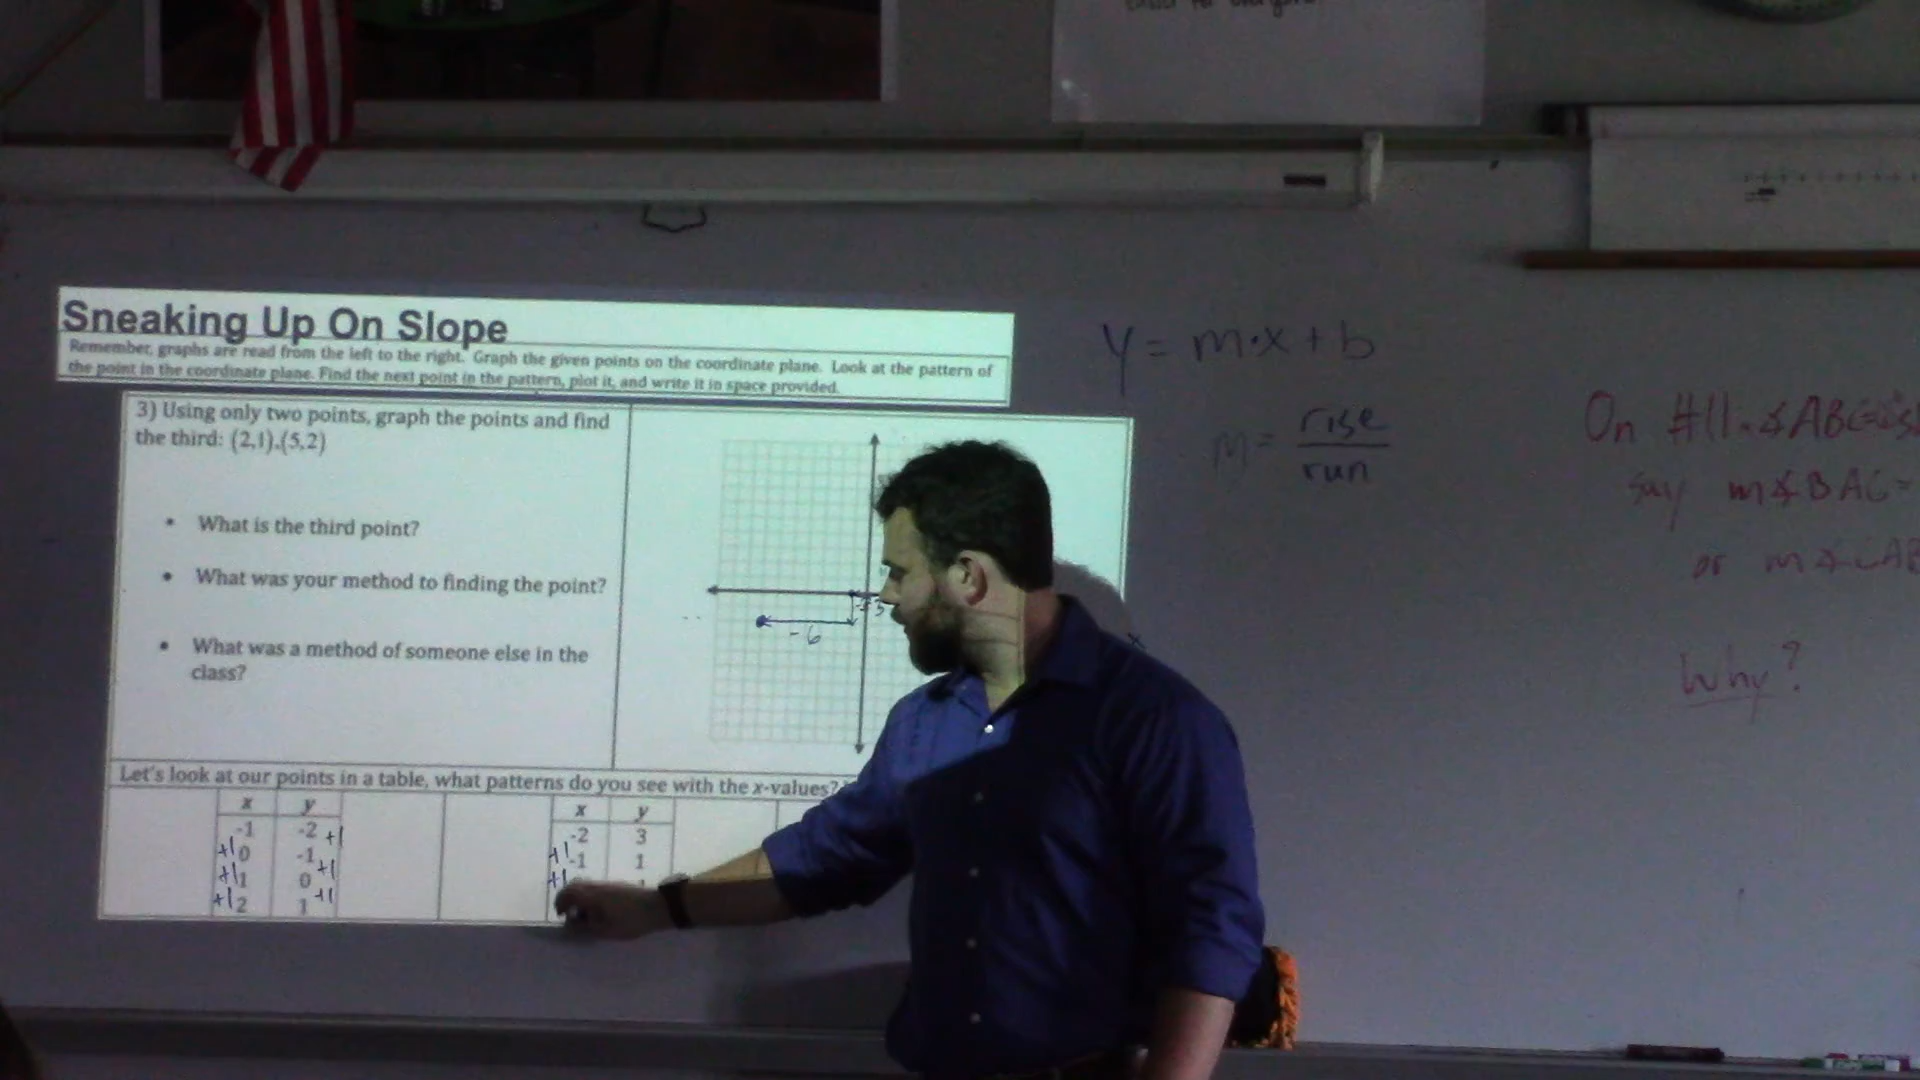 Sneaking Up On Slope
Remember, graphs are read from the left to the right. Graph the given points on the coordinate plane. Look at the pattern of
the point in the coordinate plane. Find the next point in the pattern, plot it, and write it in space provided.
3) Using only two points, graph the points and find
the third: (2,1),(5,2)
• What is the third point?
• What was your method to finding the point?
• What was a method of someone else in the
class?
-6
Let's look at our points in a table, what patterns do you see with the x-values?
x y
-1 -2 +1
+1 0 -1 +1
+1 1 0 +1
+1 2 1
x y
-2 3
+1 -1 1
+1
y = m·x + b
m = rise
run
On #11. ∡ABC
say m∡BAC =
or m∡CAB
Why?